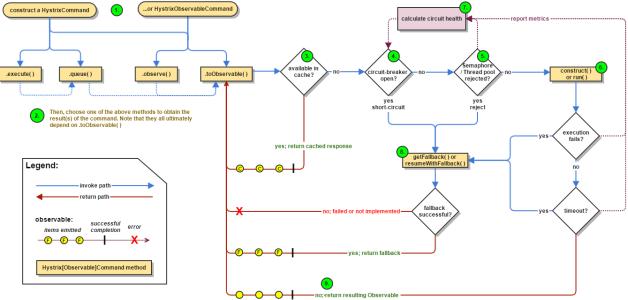 construct a HystrixCommand
1.
...or HystrixObservableCommand
7.
calculate circuit health
report metrics
.execute( )
.queue( )
.observe( )
.toObservable( )
3.
available in
cache?
no
4.
circuit-breaker
open?
no
5.
Semaphore
/ Thread pool
rejected?
no
6.
construct( )
or run( )
2.
Then, choose one of the above methods to obtain the
result(s) of the command. Note that they all ultimately
depend on .toObservable( )
yes
short-circuit
yes
reject
yes; return cached response
C C C
8.
getFallback( ) or
resumeWithFallback( )
yes
execution
fails?
no
Legend:
invoke path
return path
observable:
items emitted
successful
completion
error
F F F
X
Hystrix[Observable]Command method
X
no; failed or not implemented
fallback
successful?
yes
timeout?
F F F
yes; return fallback
9.
no; return resulting Observable